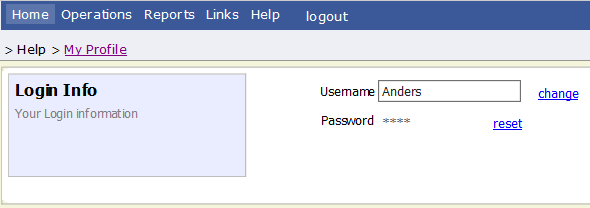 Home Operations Reports Links Help logout
> Help > My Profile
Login Info
Your Login information
Username Anders change
Password **** reset